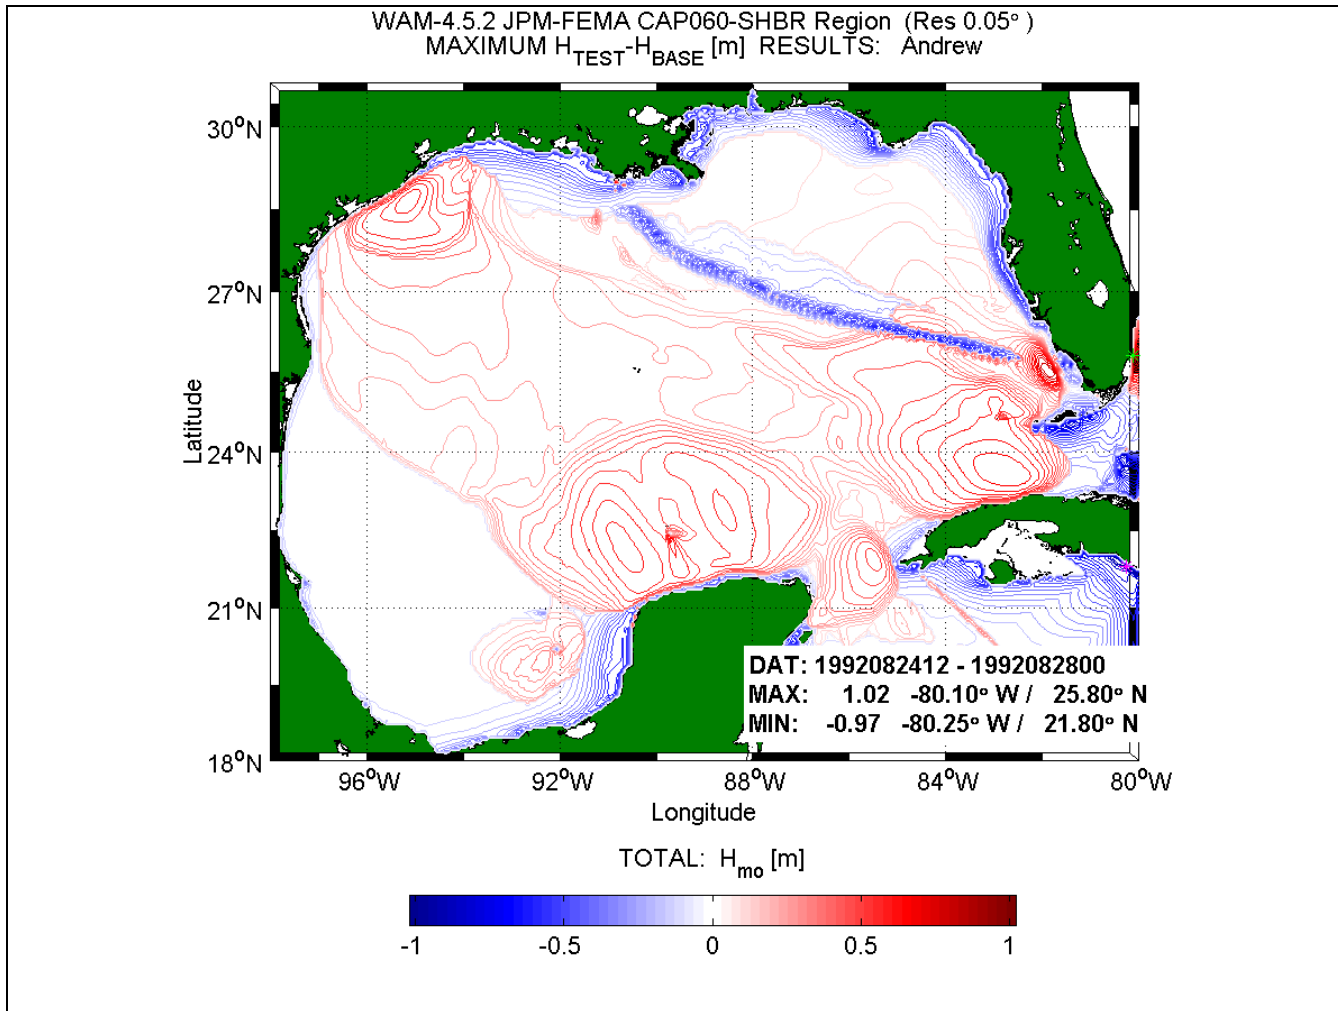 WAM-4.5.2 JPM-FEMA CAP060-SHBR Region (Res 0.05° )
MAXIMUM HTEST-HBASE [m] RESULTS: Andrew
30°N
27°N
24°N
21°N
18°N
Latitude
DAT: 1992082412 - 1992082800
MAX: 1.02 -80.10° W / 25.80° N
MIN: -0.97 -80.25° W / 21.80° N
96°W 92°W 88°W 84°W 80°W
Longitude
TOTAL: Hmo [m]
-1 -0.5 0 0.5 1